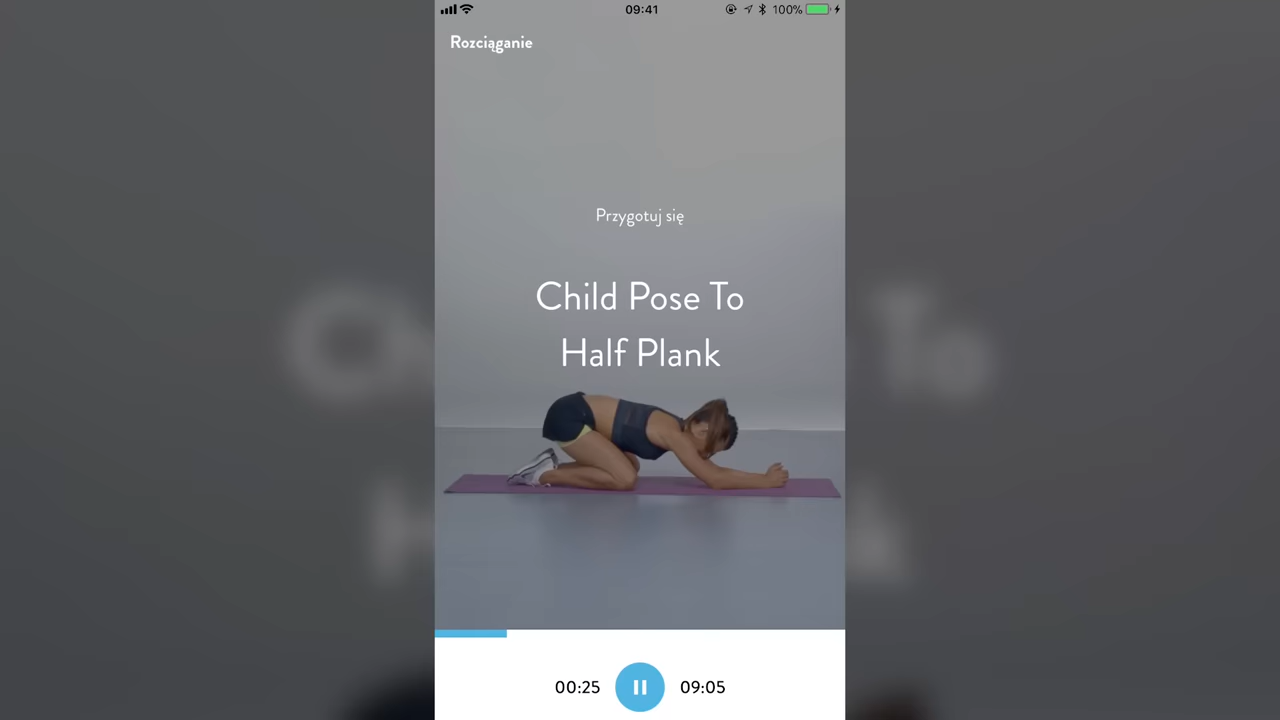 09:41
100%
Rozciąganie
Przygotuj się
Child Pose To
Half Plank
00:25
09:05